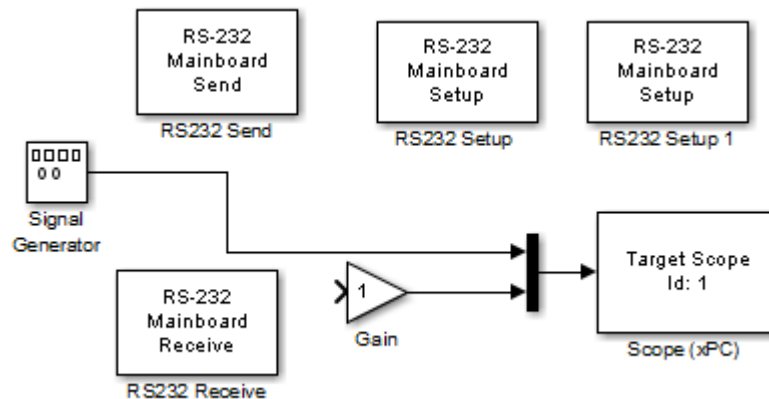 RS-232
Mainboard
Send
RS232 Send
RS-232
Mainboard
Setup
RS232 Setup
RS-232
Mainboard
Setup
RS232 Setup 1
Signal
Generator
1
Gain
Target Scope
Id: 1
Scope (xPC)
RS-232
Mainboard
Receive
RS232 Receive